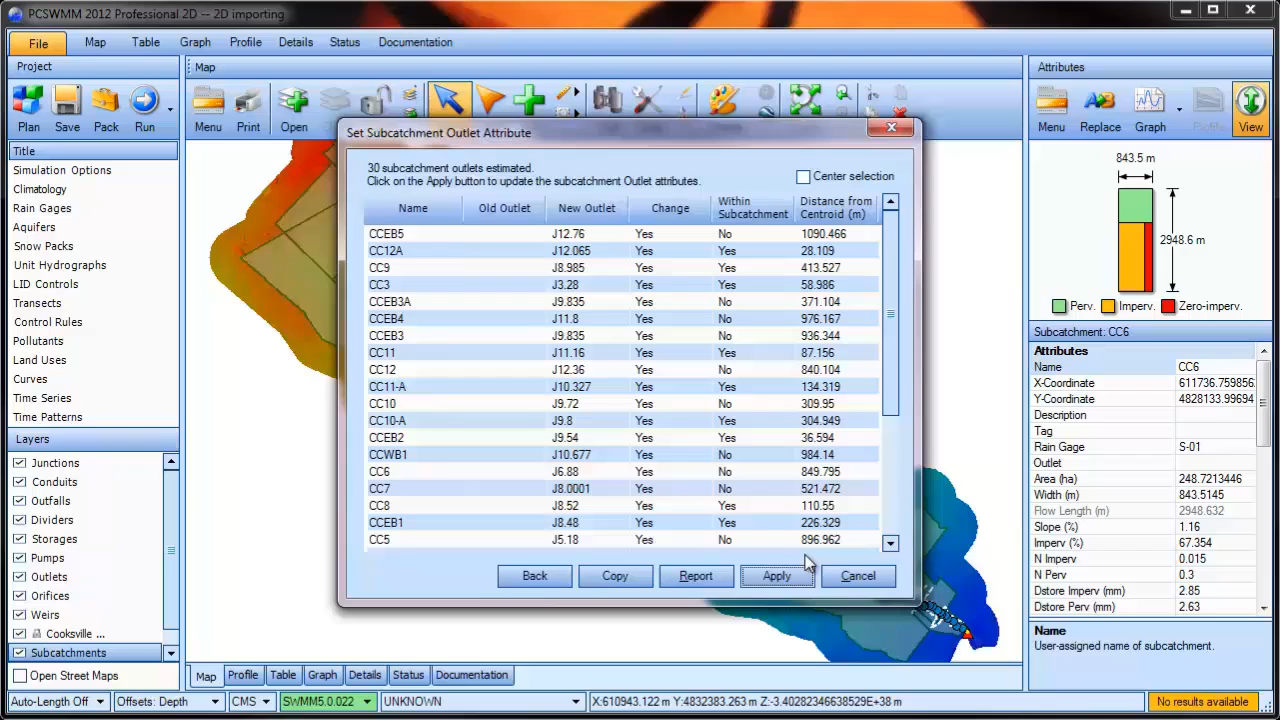 PCSWMM 2012 Professional 2D -- 2D importing
File Map Table Graph Profile Details Status Documentation
Project
Plan Save Pack Run
Title
Simulation Options
Climatology
Rain Gages
Aquifers
Snow Packs
Unit Hydrographs
LID Controls
Transects
Control Rules
Pollutants
Land Uses
Curves
Time Series
Time Patterns
Layers
Junctions
Conduits
Outfalls
Dividers
Storages
Pumps
Outlets
Orifices
Weirs
Cooksville ...
Subcatchments
Open Street Maps
Map
Menu Print Open
Set Subcatchment Outlet Attribute
30 subcatchment outlets estimated.
Click on the Apply button to update the subcatchment Outlet attributes.
Center selection
Name Old Outlet New Outlet Change Within Subcatchment Distance from Centroid (m)
CCEB5 J12.76 Yes No 1090.466
CC12A J12.065 Yes Yes 28.109
CC9 J8.985 Yes Yes 413.527
CC3 J3.28 Yes Yes 58.986
CCEB3A J9.835 Yes No 371.104
CCEB4 J11.8 Yes No 976.167
CCEB3 J9.835 Yes No 936.344
CC11 J11.16 Yes Yes 87.156
CC12 J12.36 Yes No 840.104
CC11-A J10.327 Yes Yes 134.319
CC10 J9.72 Yes No 309.95
CC10-A J9.8 Yes Yes 304.949
CCEB2 J9.54 Yes Yes 36.594
CCWB1 J10.677 Yes No 984.14
CC6 J6.88 Yes No 849.795
CC7 J8.0001 Yes No 521.472
CC8 J8.52 Yes Yes 110.55
CCEB1 J8.48 Yes Yes 226.329
CC5 J5.18 Yes No 896.962
Back Copy Report Apply Cancel
Map Profile Table Graph Details Status Documentation
Attributes
Menu Replace Graph Profile View
843.5 m
2948.6 m
Perv. Imperv. Zero-imperv.
Subcatchment: CC6
Attributes
Name CC6
X-Coordinate 611736.759856
Y-Coordinate 4828133.99694
Description
Tag
Rain Gage S-01
Outlet
Area (ha) 248.7213446
Width (m) 843.5145
Flow Length (m) 2948.632
Slope (%) 1.16
Imperv (%) 67.354
N Imperv 0.015
N Perv 0.3
Dstore Imperv (mm) 2.85
Dstore Perv (mm) 2.63
Name
User-assigned name of subcatchment.
Auto-Length Off Offsets: Depth CMS SWMM5.0.022 UNKNOWN X:610943.122 m Y:4832383.263 m Z:-3.40282346638529E+38 m No results available